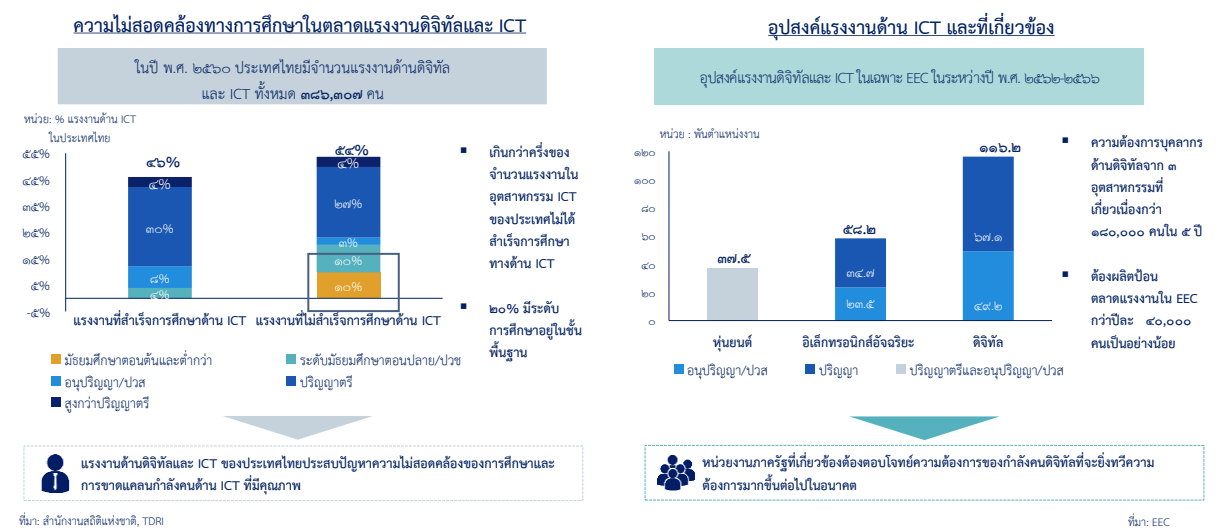 ความไม่สอดคล้องทางการศึกษาในตลาดแรงงานดิจิทัลและ ICT
ในปี พ.ศ. ๒๕๖๐ ประเทศไทยมีจำนวนแรงงานด้านดิจิทัล
และ ICT ทั้งหมด ๓๘๖,๓๐๗ คน
หน่วย: % แรงงานด้าน ICT
ในประเทศไทย
๕๕%
๔๕%
๓๕%
๒๕%
๑๕%
๕%
-๕%
๔๖%
๔%
๓๐%
๘%
๔%
๕๔%
๔%
๒๗%
๓%
๑๐%
๑๐%
แรงงานที่สำเร็จการศึกษาด้าน ICT
แรงงานที่ไม่สำเร็จการศึกษาด้าน ICT
มัธยมศึกษาตอนต้นและต่ำกว่า
ระดับมัธยมศึกษาตอนปลาย/ปวช
อนุปริญญา/ปวส
ปริญญาตรี
สูงกว่าปริญญาตรี
▪ เกินกว่าครึ่งของ
จำนวนแรงงานใน
อุตสาหกรรม ICT
ของประเทศไม่ได้
สำเร็จการศึกษา
ทางด้าน ICT
▪ ๒๐% มีระดับ
การศึกษาอยู่ในชั้น
พื้นฐาน
แรงงานด้านดิจิทัลและ ICT ของประเทศไทยประสบปัญหาความไม่สอดคล้องของการศึกษาและ
การขาดแคลนกำลังคนด้าน ICT ที่มีคุณภาพ
ที่มา: สำนักงานสถิติแห่งชาติ, TDRI
อุปสงค์แรงงานด้าน ICT และที่เกี่ยวข้อง
อุปสงค์แรงงานดิจิทัลและ ICT ในเฉพาะ EEC ในระหว่างปี พ.ศ. ๒๕๖๒-๒๕๖๖
หน่วย : พันตำแหน่งงาน
๑๒๐
๑๐๐
๘๐
๖๐
๔๐
๒๐
๐
๓๗.๕
๕๘.๒
๓๔.๗
๒๓.๕
๑๑๖.๒
๖๗.๑
๔๙.๒
หุ่นยนต์
อิเล็กทรอนิกส์อัจฉริยะ
ดิจิทัล
อนุปริญญา/ปวส
ปริญญา
ปริญญาตรีและอนุปริญญา/ปวส
▪ ความต้องการบุคลากร
ด้านดิจิทัลจาก ๓
อุตสาหกรรมที่
เกี่ยวเนื่องกว่า
๑๘๐,๐๐๐ คนใน ๕ ปี
▪ ต้องผลิตป้อน
ตลาดแรงงานใน EEC
กว่าปีละ ๔๐,๐๐๐
คนเป็นอย่างน้อย
หน่วยงานภาครัฐที่เกี่ยวข้องต้องตอบโจทย์ความต้องการของกำลังคนดิจิทัลที่จะยิ่งทวีความ
ต้องการมากขึ้นต่อไปในอนาคต
ที่มา: EEC